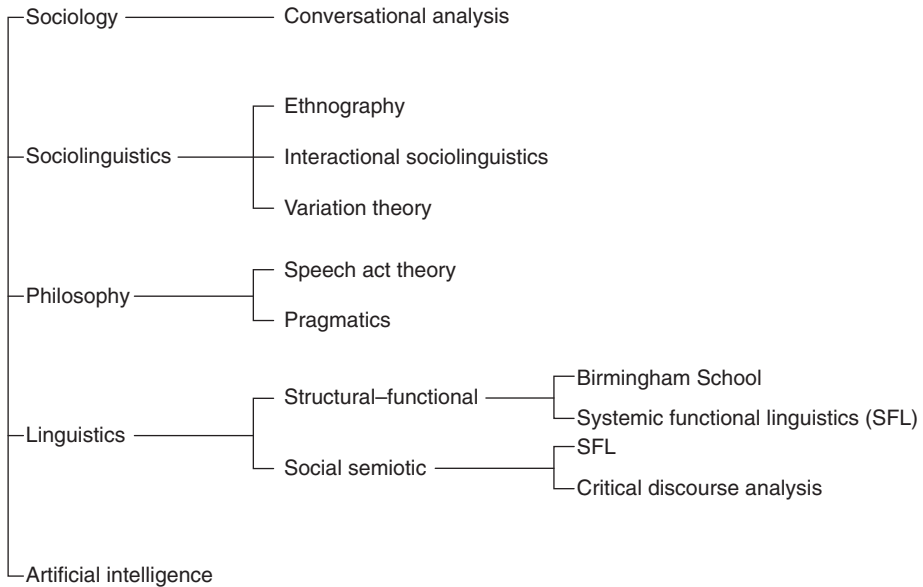 Sociology
Conversational analysis
Sociolinguistics
Ethnography
Interactional sociolinguistics
Variation theory
Philosophy
Speech act theory
Pragmatics
Linguistics
Structural–functional
Birmingham School
Systemic functional linguistics (SFL)
Social semiotic
SFL
Critical discourse analysis
Artificial intelligence